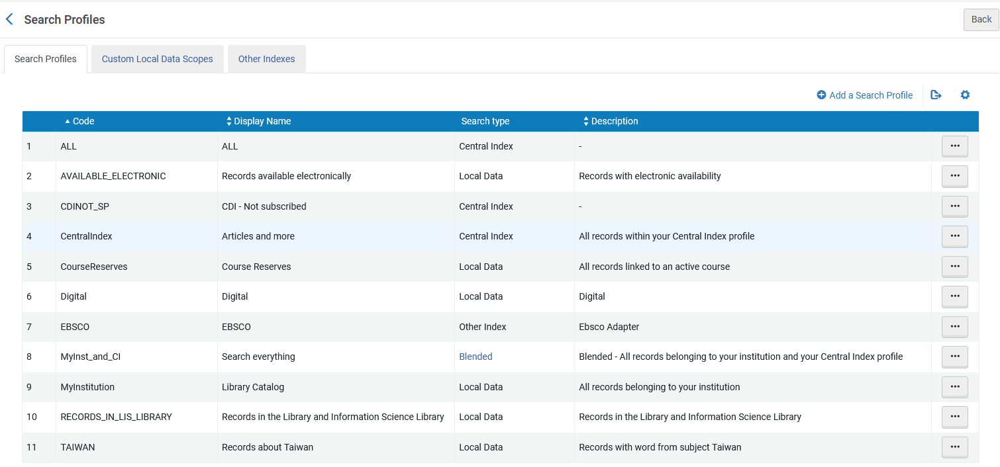 Search Profiles
Back
Search Profiles
Custom Local Data Scopes
Other Indexes
Add a Search Profile
Code Display Name Search type Description
1 ALL ALL Central Index -
2 AVAILABLE_ELECTRONIC Records available electronically Local Data Records with electronic availability
3 CDINOT_SP CDI - Not subscribed Central Index -
4 CentralIndex Articles and more Central Index All records within your Central Index profile
5 CourseReserves Course Reserves Local Data All records linked to an active course
6 Digital Digital Local Data Digital
7 EBSCO EBSCO Other Index Ebsco Adapter
8 MyInst_and_CI Search everything Blended Blended - All records belonging to your institution and your Central Index profile
9 MyInstitution Library Catalog Local Data All records belonging to your institution
10 RECORDS_IN_LIS_LIBRARY Records in the Library and Information Science Library Local Data Records in the Library and Information Science Library
11 TAIWAN Records about Taiwan Local Data Records with word from subject Taiwan